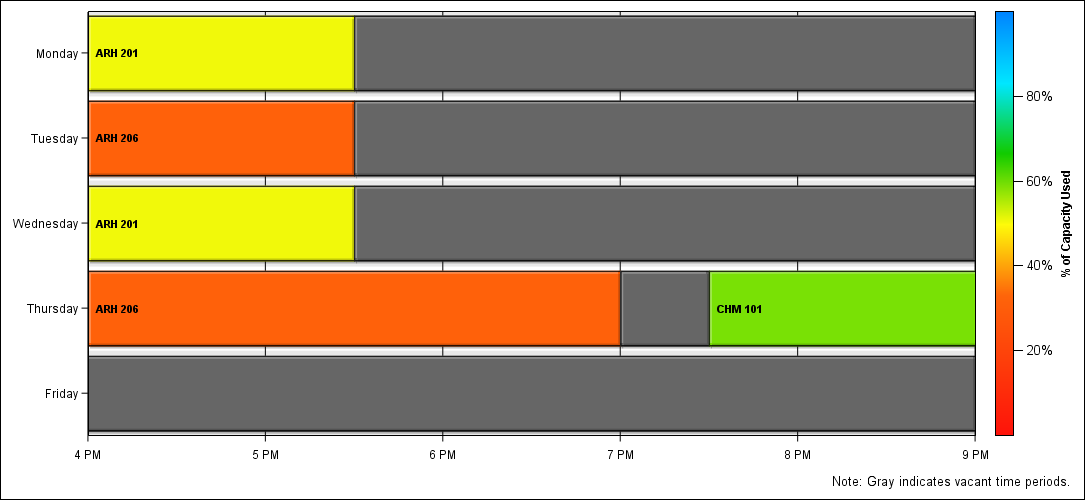 Monday
ARH 201
Tuesday
ARH 206
Wednesday
ARH 201
Thursday
ARH 206
CHM 101
Friday
4 PM
5 PM
6 PM
7 PM
8 PM
9 PM
80%
60%
40%
20%
% of Capacity Used
Note: Gray indicates vacant time periods.